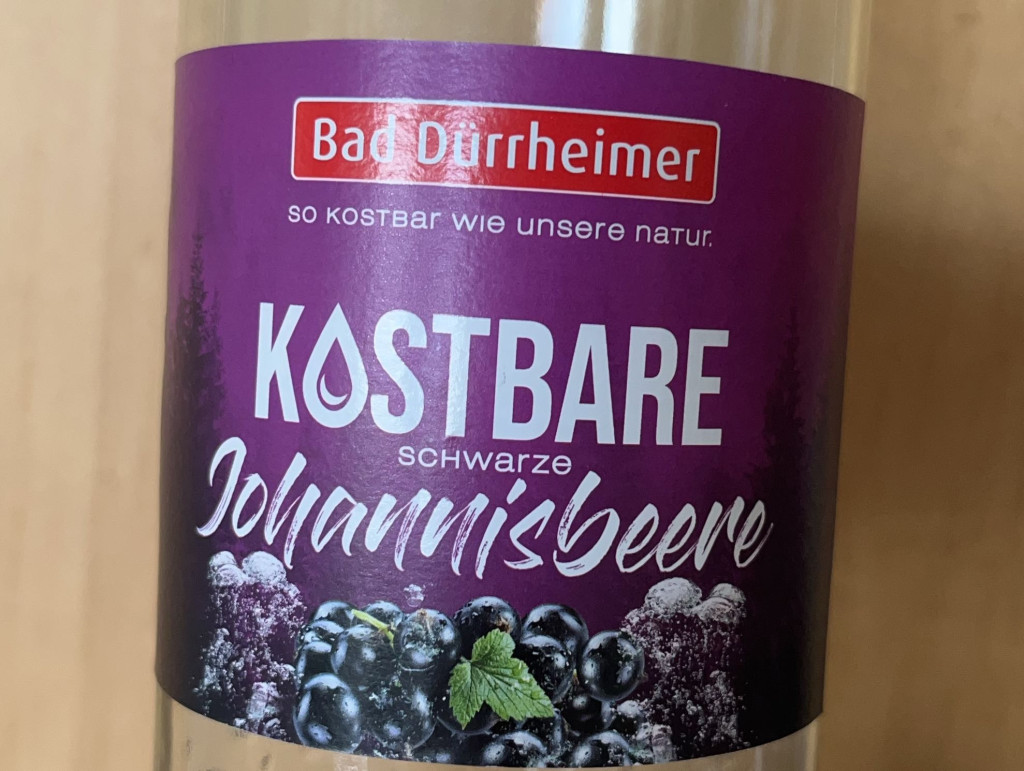 Bad Dürrheimer
SO KOSTBar WIE unsere naTur.
KOSTBARE
SCHwarze
Johannisbeere